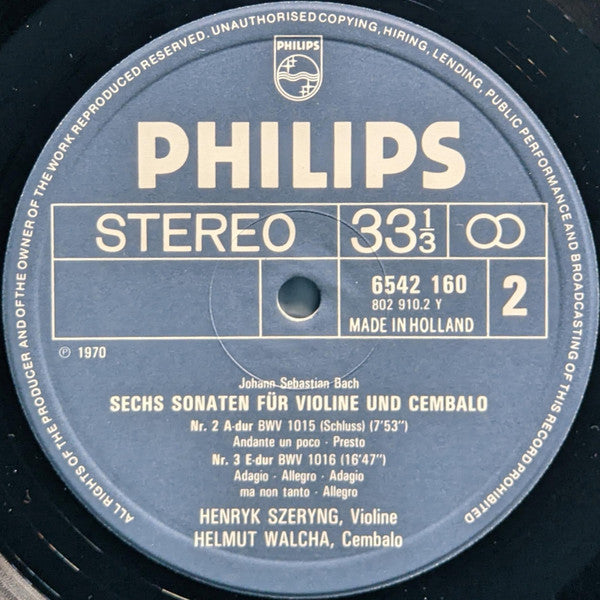 ALL RIGHTS OF THE PRODUCER AND OF THE OWNER OF THE WORK REPRODUCED RESERVED. UNAUTHORISED COPYING, HIRING, LENDING, PUBLIC PERFORMANCE AND BROADCASTING OF THIS RECORD PROHIBITED
PHILIPS
PHILIPS
STEREO 33 1/3
6542 160
802 910.2 Y
MADE IN HOLLAND
2
℗ 1970
Johann Sebastian Bach
SECHS SONATEN FÜR VIOLINE UND CEMBALO
Nr. 2 A-dur BWV 1015 (Schluss) (7'53")
Andante un poco · Presto
Nr. 3 E-dur BWV 1016 (16'47")
Adagio · Allegro · Adagio
ma non tanto · Allegro
HENRYK SZERYNG, Violine
HELMUT WALCHA, Cembalo